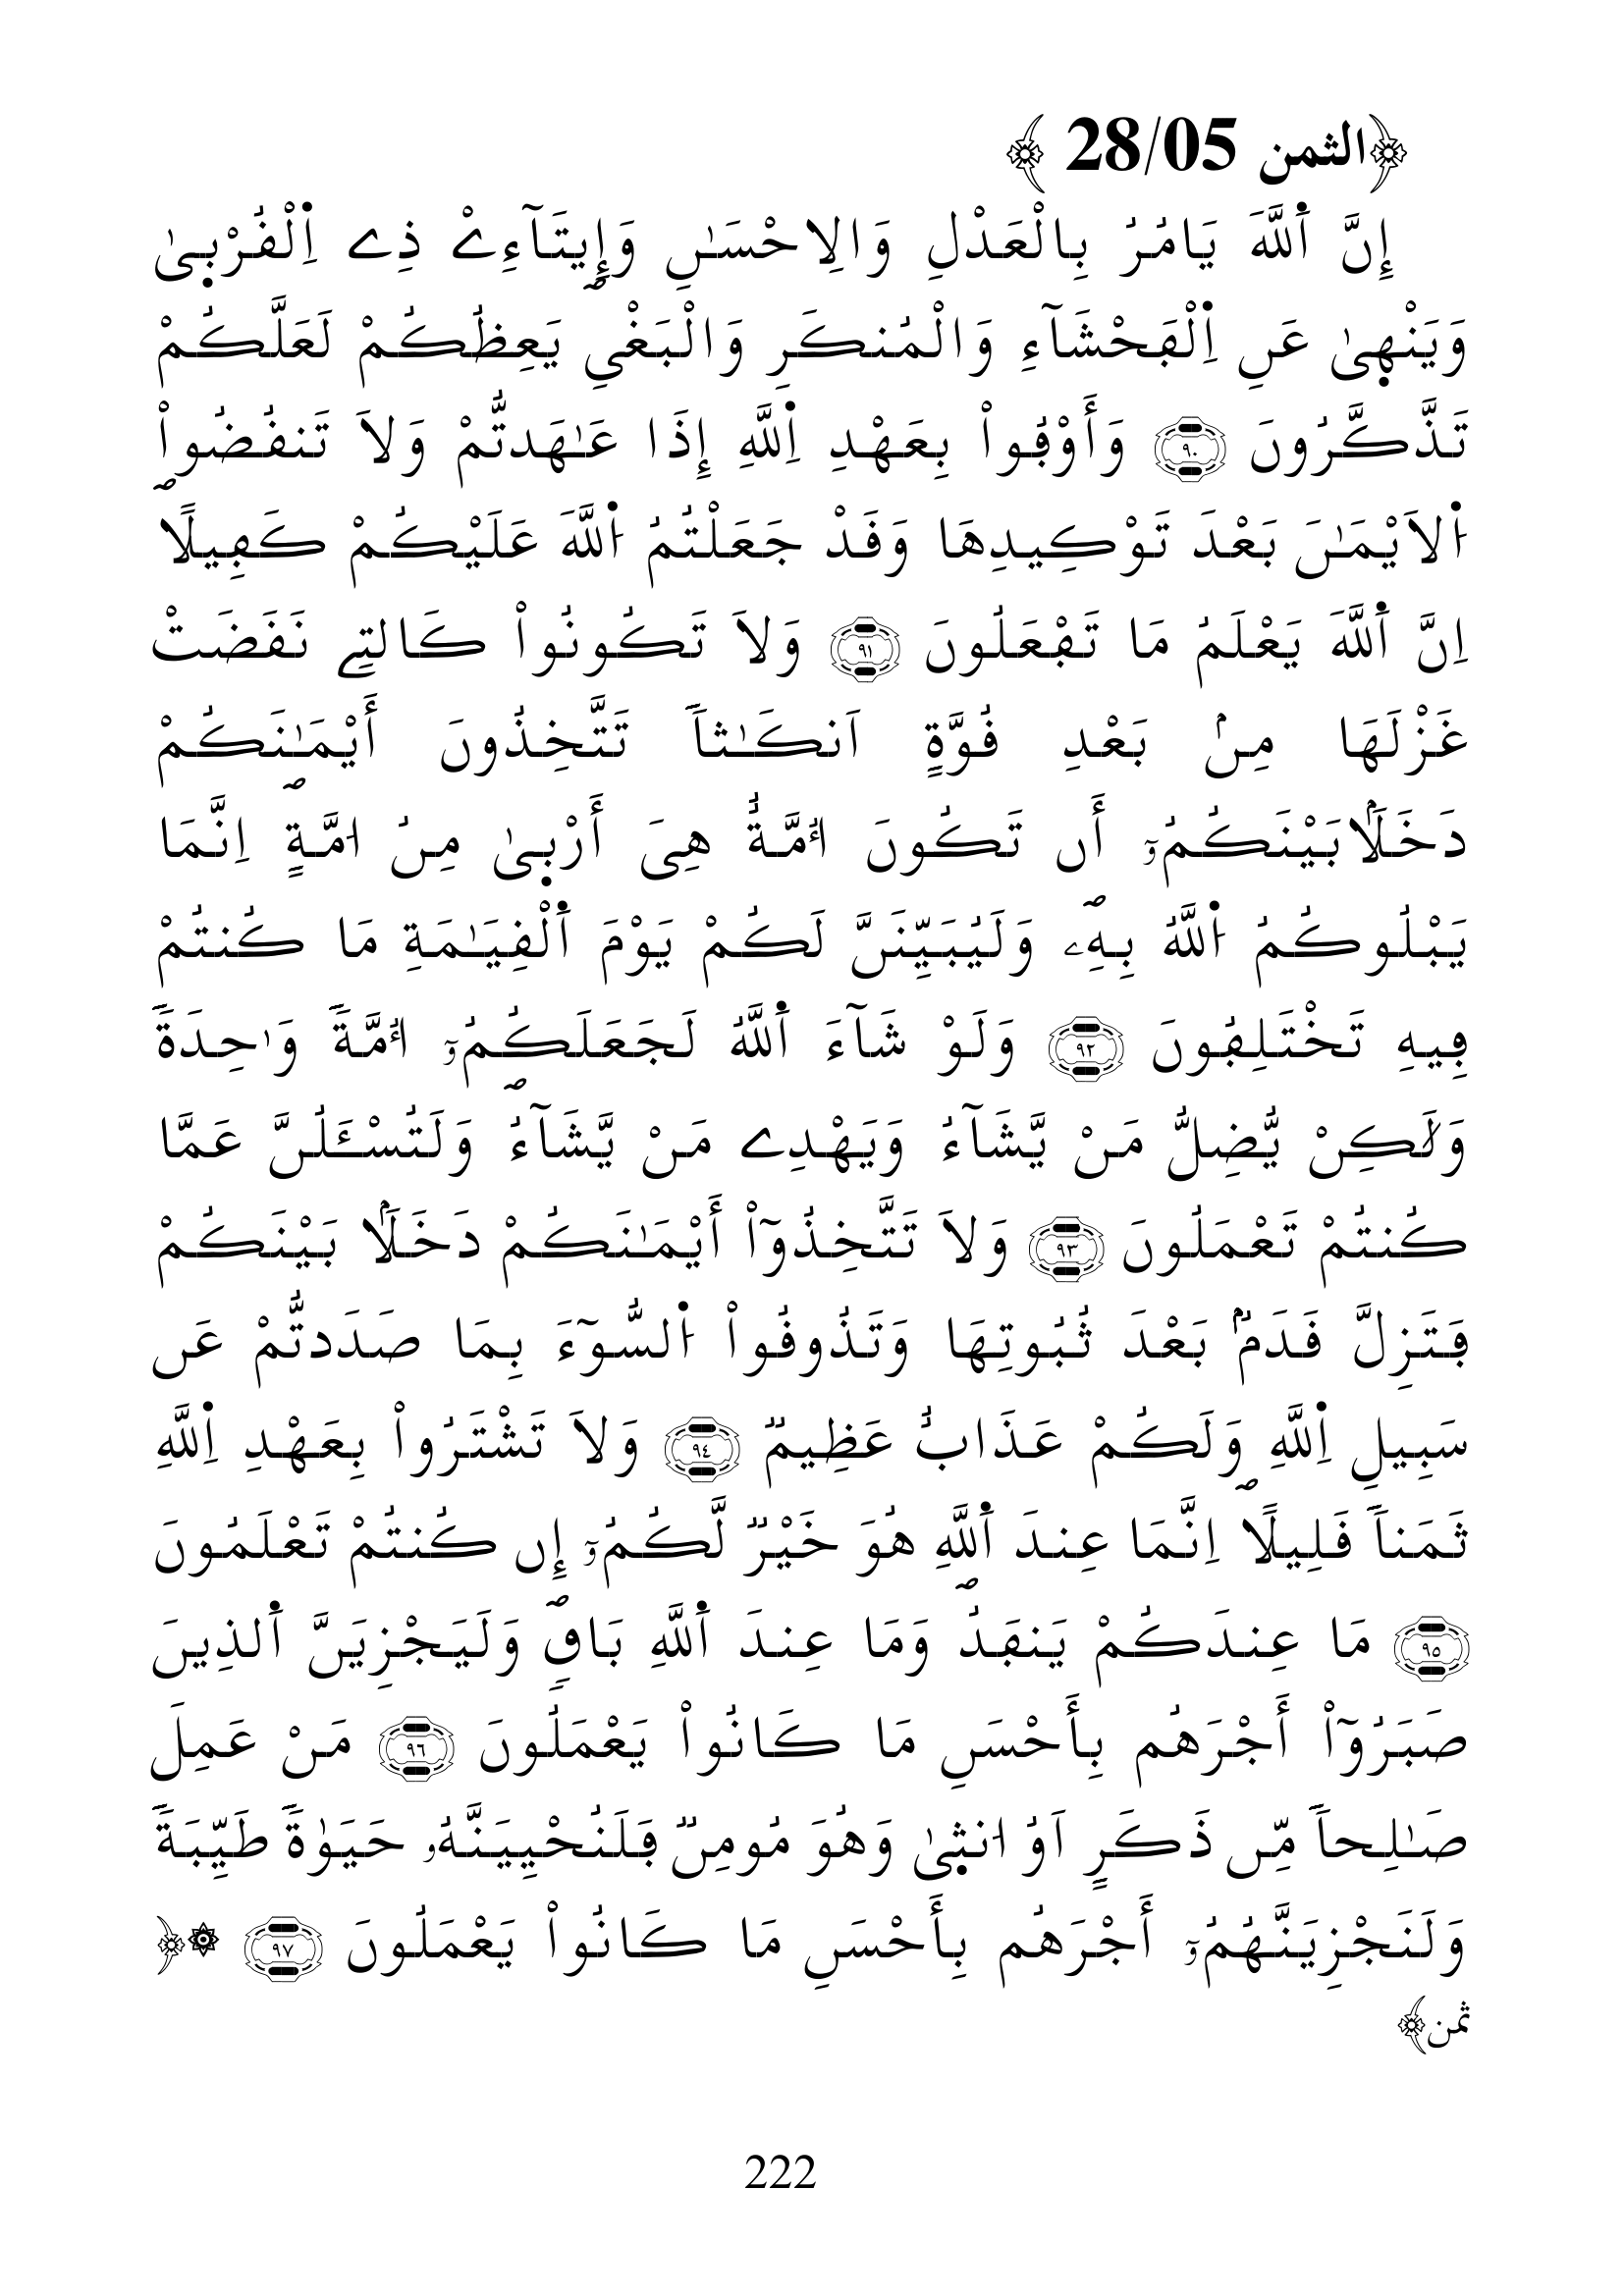 ﴿الثمن 28/05 ﴾
إِنَّ اَ۬للَّهَ يَامُرُ بِالْعَدْلِ وَالِاحْسَٰنِ وَإِيتَآءِےْ ذِے اِ۬لْقُرْب۪ىٰ
وَيَنْه۪ىٰ عَنِ اِ۬لْفَحْشَآءِ وَالْمُنكَرِ وَالْبَغْيِۖ يَعِظُكُمْ لَعَلَّكُمْ
تَذَّكَّرُونَ ٩٠ وَأَوْفُواْ بِعَهْدِ اِ۬للَّهِ إِذَا عَٰهَدتُّمْ وَلَا تَنقُضُواْ
اُ۬لَايْمَٰنَ بَعْدَ تَوْكِيدِهَا وَقَدْ جَعَلْتُمُ اُ۬للَّهَ عَلَيْكُمْ كَفِيلًاۖ
اِنَّ اَ۬للَّهَ يَعْلَمُ مَا تَفْعَلُونَ ٩١ وَلَا تَكُونُواْ كَالتِے نَقَضَتْ
غَزْلَهَا مِنۢ بَعْدِ قُوَّةٍ اَنكَٰثاٗ تَتَّخِذُونَ أَيْمَٰنَكُمْ
دَخَلَاۢ بَيْنَكُمُۥٓ أَن تَكُونَ أُمَّةٌ هِيَ أَرْب۪ىٰ مِنُ امَّةٍۖ اِنَّمَا
يَبْلُوكُمُ اُ۬للَّهُ بِهِۦۖ وَلَيُبَيِّنَنَّ لَكُمْ يَوْمَ اَ۬لْقِيَٰمَةِ مَا كُنتُمْ
فِيهِ تَخْتَلِفُونَ ٩٢ وَلَوْ شَآءَ اَ۬للَّهُ لَجَعَلَكُمُۥٓ أُمَّةٗ وَٰحِدَةٗ
وَلَٰكِنْ يُّضِلُّ مَنْ يَّشَآءُ وَيَهْدِے مَنْ يَّشَآءُۖ وَلَتُسْـَٔلُنَّ عَمَّا
كُنتُمْ تَعْمَلُونَ ٩٣ وَلَا تَتَّخِذُوٓاْ أَيْمَٰنَكُمْ دَخَلَاۢ بَيْنَكُمْ
فَتَزِلَّ قَدَمُۢ بَعْدَ ثُبُوتِهَا وَتَذُوقُواْ اُ۬لسُّوٓءَ بِمَا صَدَدتُّمْ عَن
سَبِيلِ اِ۬للَّهِۖ وَلَكُمْ عَذَابٌ عَظِيمٞ ٩٤ وَلَا تَشْتَرُواْ بِعَهْدِ اِ۬للَّهِ
ثَمَناٗ قَلِيلًاۖ اِنَّمَا عِندَ اَ۬للَّهِ هُوَ خَيْرٞ لَّكُمُۥٓ إِن كُنتُمْ تَعْلَمُونَ
٩٥ مَا عِندَكُمْ يَنفَدُۖ وَمَا عِندَ اَ۬للَّهِ بَاقٖۖ وَلَيَجْزِيَنَّ اَ۬لذِينَ
صَبَرُوٓاْ أَجْرَهُم بِأَحْسَنِ مَا كَانُواْ يَعْمَلُونَ ٩٦ مَنْ عَمِلَ
صَٰلِحاٗ مِّن ذَكَرٍ اَوُ ان۪ث۪ىٰ وَهُوَ مُومِنٞ فَلَنُحْيِيَنَّهُۥ حَيَوٰةٗ طَيِّبَةٗ
وَلَنَجْزِيَنَّهُمُۥٓ أَجْرَهُم بِأَحْسَنِ مَا كَانُواْ يَعْمَلُونَ ٩٧ ۞﴿
ثمن﴾
222